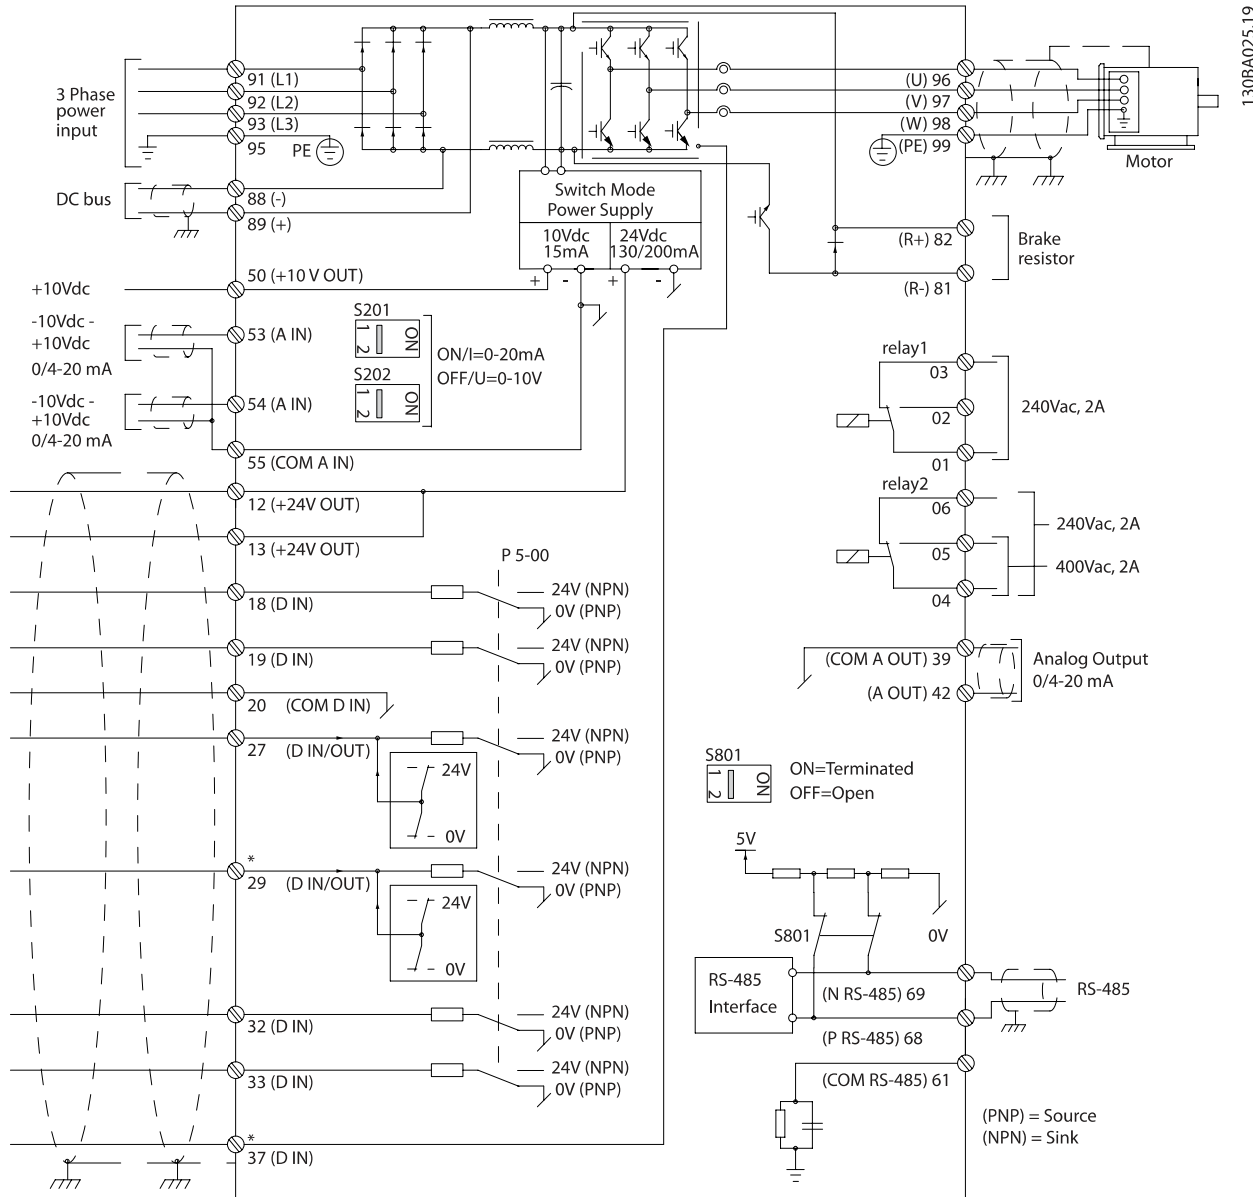 130BA025.19
3 Phase
power
input
91 (L1)
92 (L2)
93 (L3)
95
PE
DC bus
88 (-)
89 (+)
+10Vdc
50 (+10 V OUT)
-10Vdc -
+10Vdc
0/4-20 mA
53 (A IN)
-10Vdc -
+10Vdc
0/4-20 mA
54 (A IN)
55 (COM A IN)
12 (+24V OUT)
13 (+24V OUT)
18 (D IN)
19 (D IN)
20 (COM D IN)
27 (D IN/OUT)
*
29 (D IN/OUT)
32 (D IN)
33 (D IN)
*
37 (D IN)
Switch Mode
Power Supply
10Vdc
15mA
24Vdc
130/200mA
+ - + -
S201
1 2 ON
S202
1 2 ON
ON/I=0-20mA
OFF/U=0-10V
P 5-00
24V (NPN)
0V (PNP)
24V (NPN)
0V (PNP)
24V (NPN)
0V (PNP)
24V
0V
24V (NPN)
0V (PNP)
24V
0V
24V (NPN)
0V (PNP)
24V (NPN)
0V (PNP)
(U) 96
(V) 97
(W) 98
(PE) 99
Motor
(R+) 82
(R-) 81
Brake
resistor
relay1
03
02
01
240Vac, 2A
relay2
06
05
04
240Vac, 2A
400Vac, 2A
(COM A OUT) 39
(A OUT) 42
Analog Output
0/4-20 mA
S801
1 2 ON
ON=Terminated
OFF=Open
5V
S801
0V
RS-485
Interface
(N RS-485) 69
(P RS-485) 68
(COM RS-485) 61
RS-485
(PNP) = Source
(NPN) = Sink